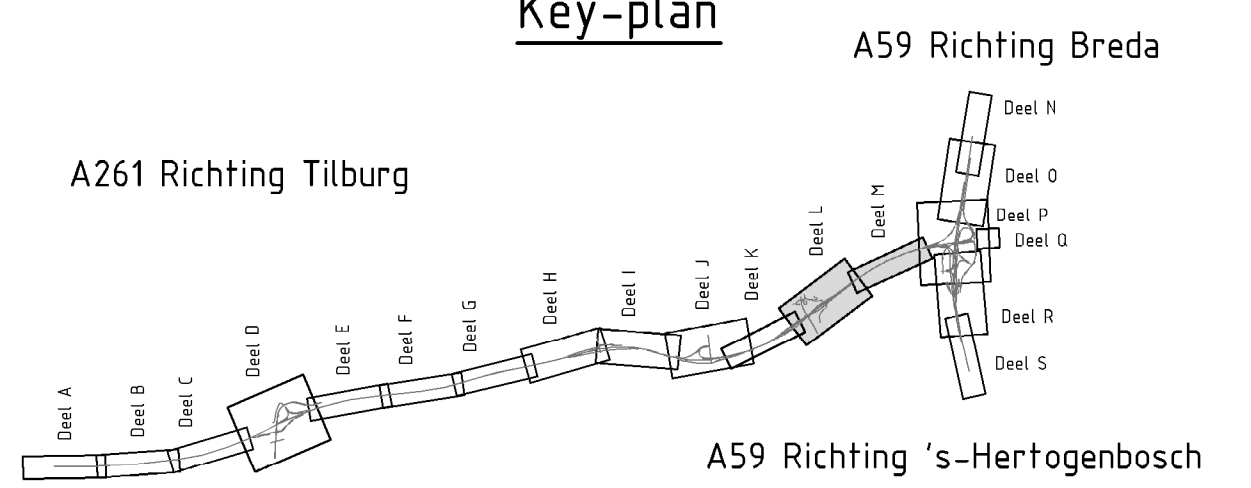 Key-plan
A59 Richting Breda
Deel N
A261 Richting Tilburg
Deel O
Deel P
Deel Q
Deel M
Deel L
Deel K
Deel J
Deel I
Deel H
Deel G
Deel F
Deel E
Deel D
Deel C
Deel B
Deel A
Deel R
Deel S
A59 Richting 's-Hertogenbosch